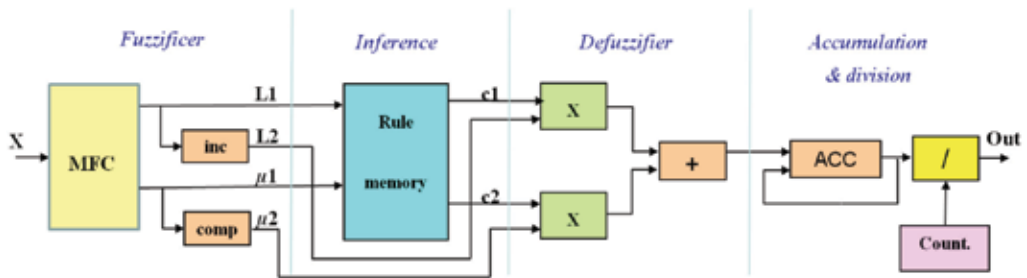 Fuzzificer
Inference
Defuzzifier
Accumulation
& division
X
MFC
L1
inc
L2
μ1
comp
μ2
Rule
memory
c1
c2
X
X
+
ACC
/
Out
Count.